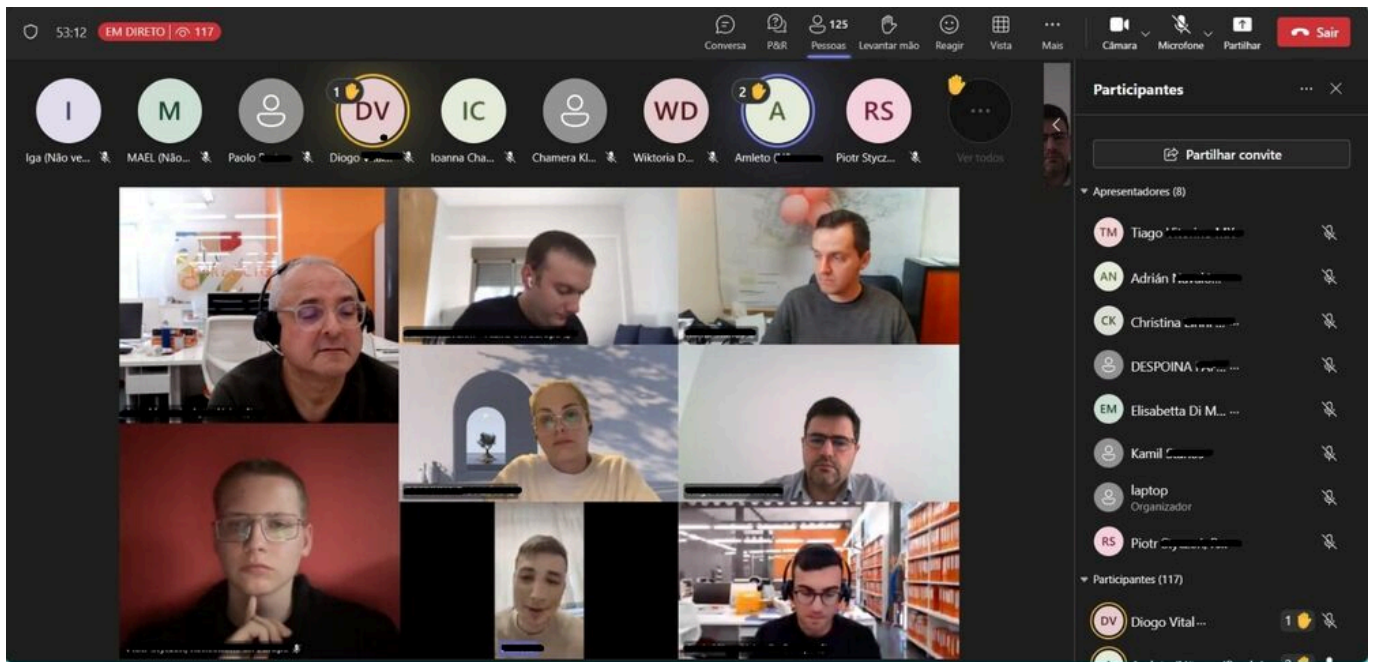 53:12 EM DIRETO 117
Conversa P&R 125 Pessoas Levantar mão Reagir Vista Mais Câmara Microfone Partilhar Sair
I M 1 DV IC WD 2 A RS ...
Iga (Não ve... MAEL (Não... Paolo Diogo Ioanna Cha... Chamera Kl... Wiktoria D... Amleto Piotr Stycz... Ver todos
Participantes
Partilhar convite
Apresentadores (8)
TM Tiago
AN Adrián
CK Christina
DESPOINA
EM Elisabetta Di M... ...
Kamil
laptop
Organizador
RS Piotr
Participantes (117)
DV Diogo Vital ... 1